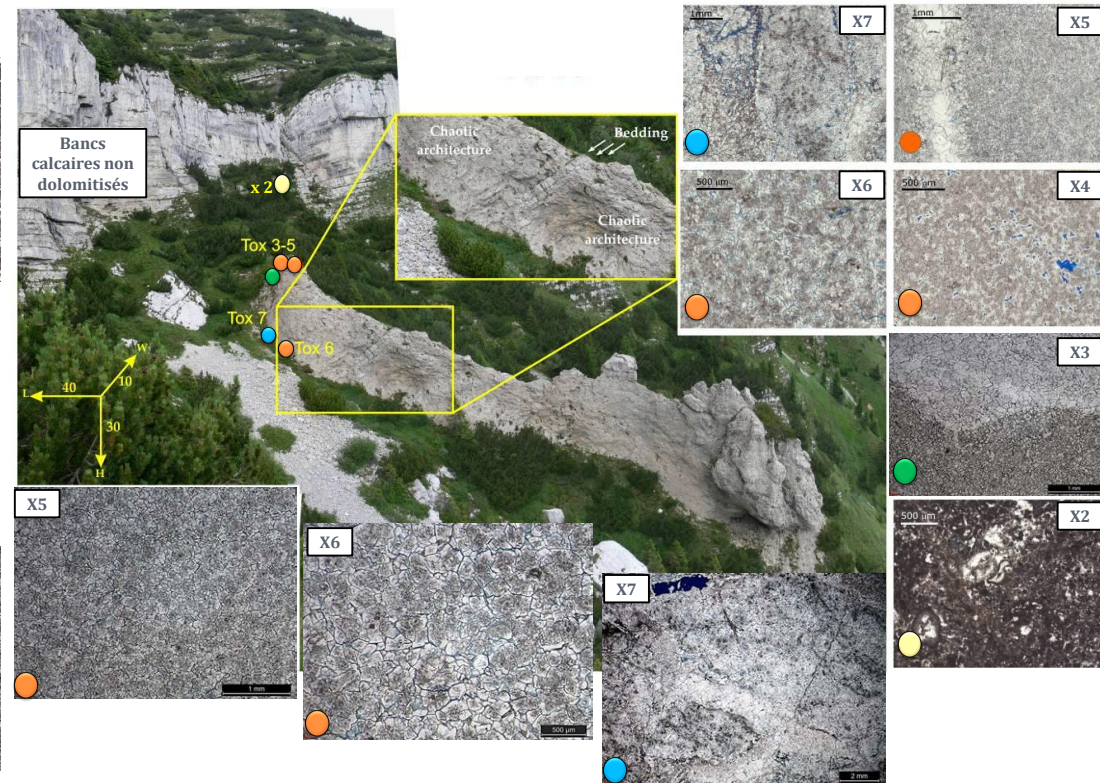 Bancs
calcaires non
dolomitisés
x 2
Tox 3-5
Tox 7
Tox 6
W
10
L
40
30
H
Chaotic
architecture
Bedding
Chaotic
architecture
1mm
X7
1mm
X5
500 µm
X6
500 µm
X4
X3
1 mm
500 µm
X2
X5
1 mm
X6
500 µm
X7
2 mm